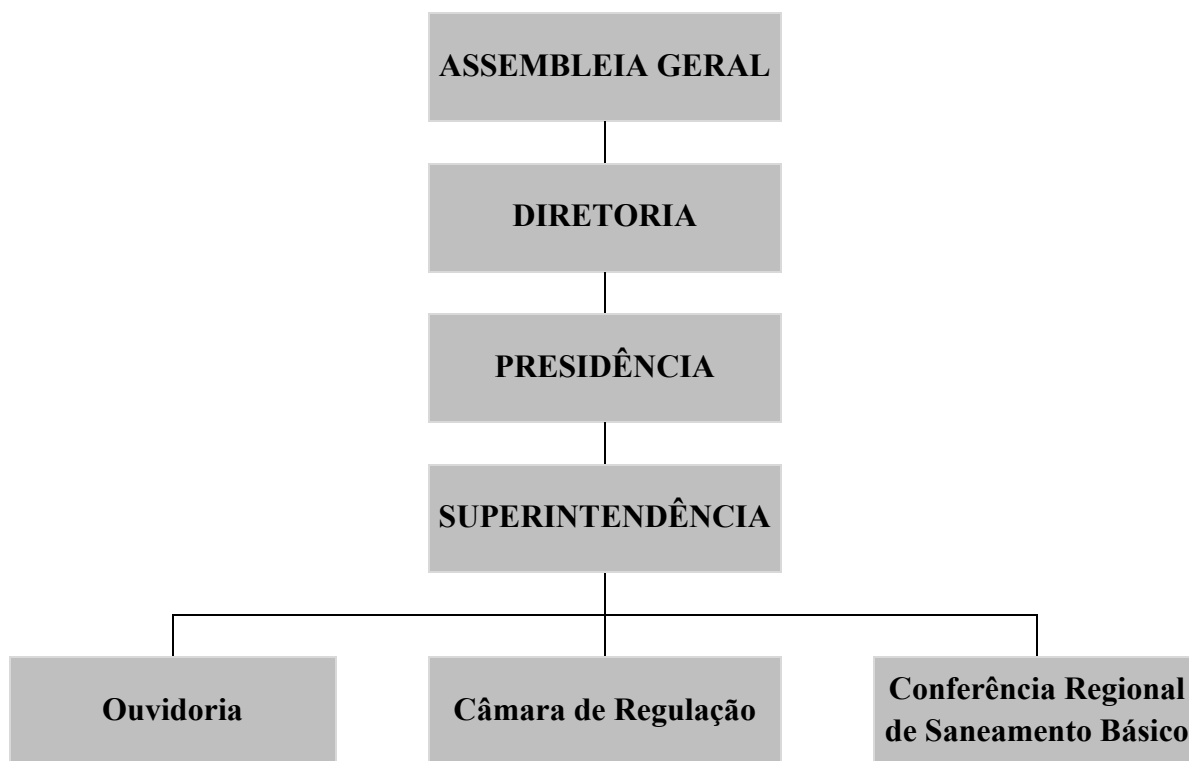 ASSEMBLEIA GERAL
DIRETORIA
PRESIDÊNCIA
SUPERINTENDÊNCIA
Ouvidoria
Câmara de Regulação
Conferência Regional
de Saneamento Básico